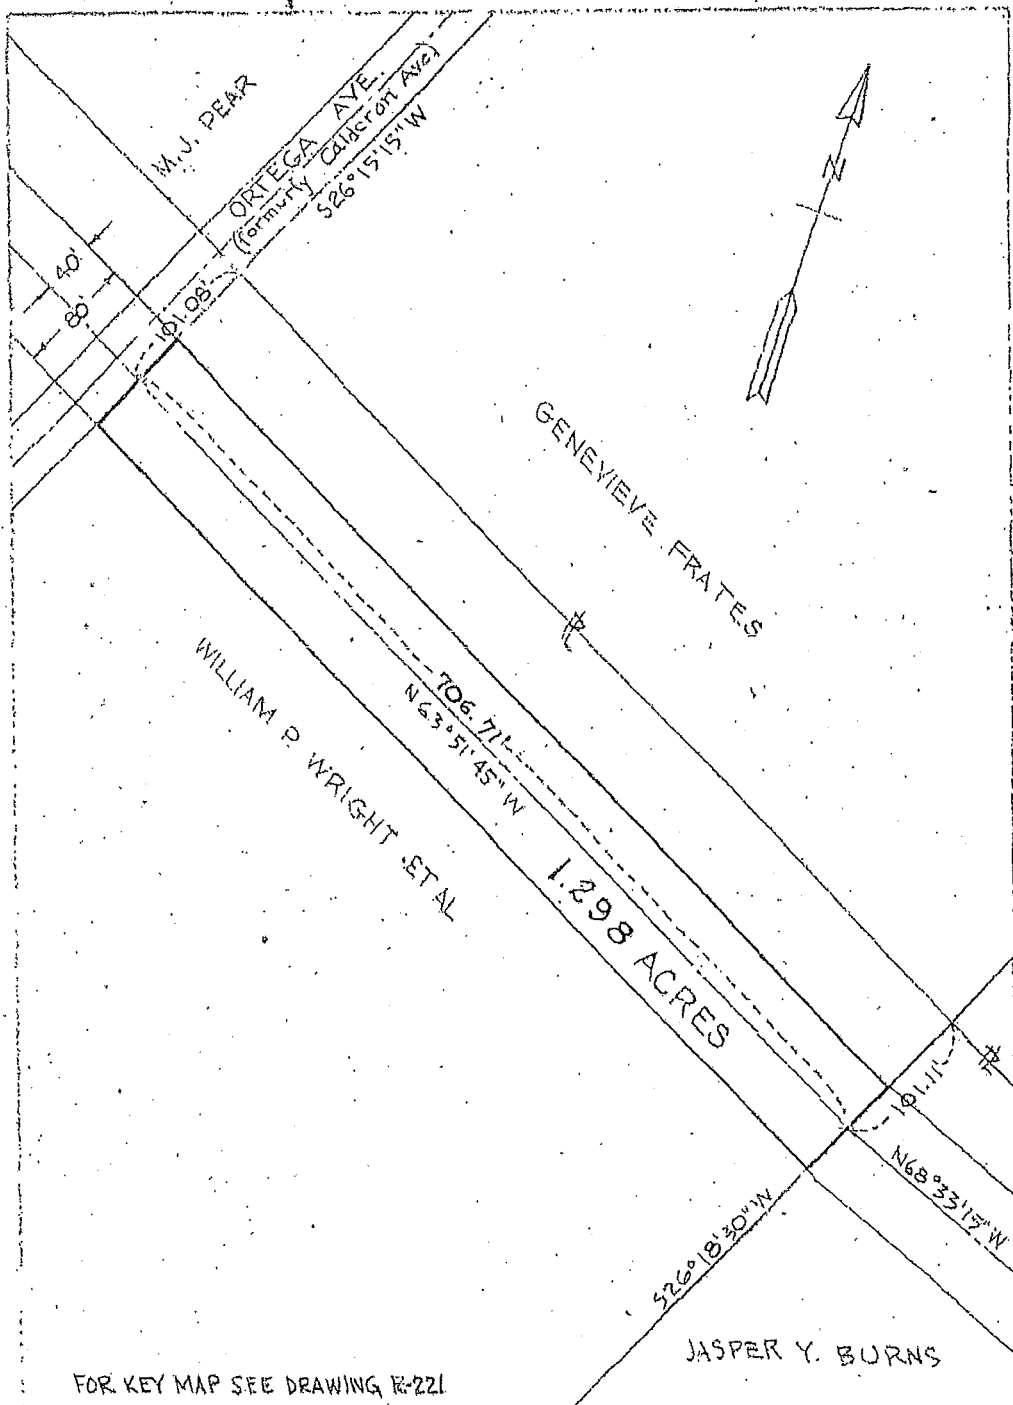 M.J. PEAR
ORTEGA AVE.
(formurly Calderon Ave)
S26°15'15"W
40'
80'
101.08'
N
GENEVIEVE FRATES
WILLIAM P. WRIGHT ET AL
706.71'
N63°51'45"W
1.298 ACRES
101.11'
N68°33'15"W
S26°18'30"W
JASPER Y. BURNS
FOR KEY MAP SEE DRAWING E-221